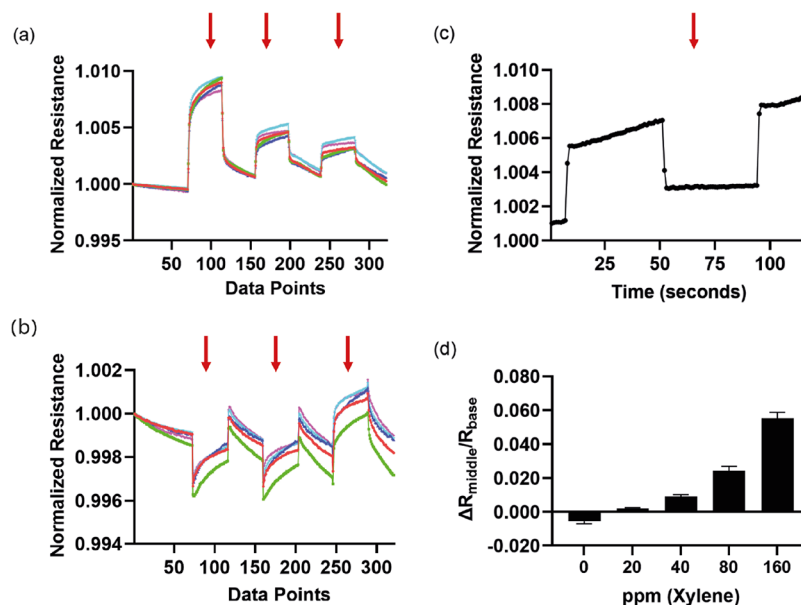 (a)
Normalized Resistance
1.010
1.005
1.000
0.995
50 100 150 200 250 300
Data Points
(c)
Normalized Resistance
1.010
1.008
1.006
1.004
1.002
1.000
25 50 75 100
Time (seconds)
(b)
Normalized Resistance
1.002
1.000
0.998
0.996
0.994
50 100 150 200 250 300
Data Points
(d)
ΔRmiddle/Rbase
0.080
0.060
0.040
0.020
0.000
-0.020
0 20 40 80 160
ppm (Xylene)